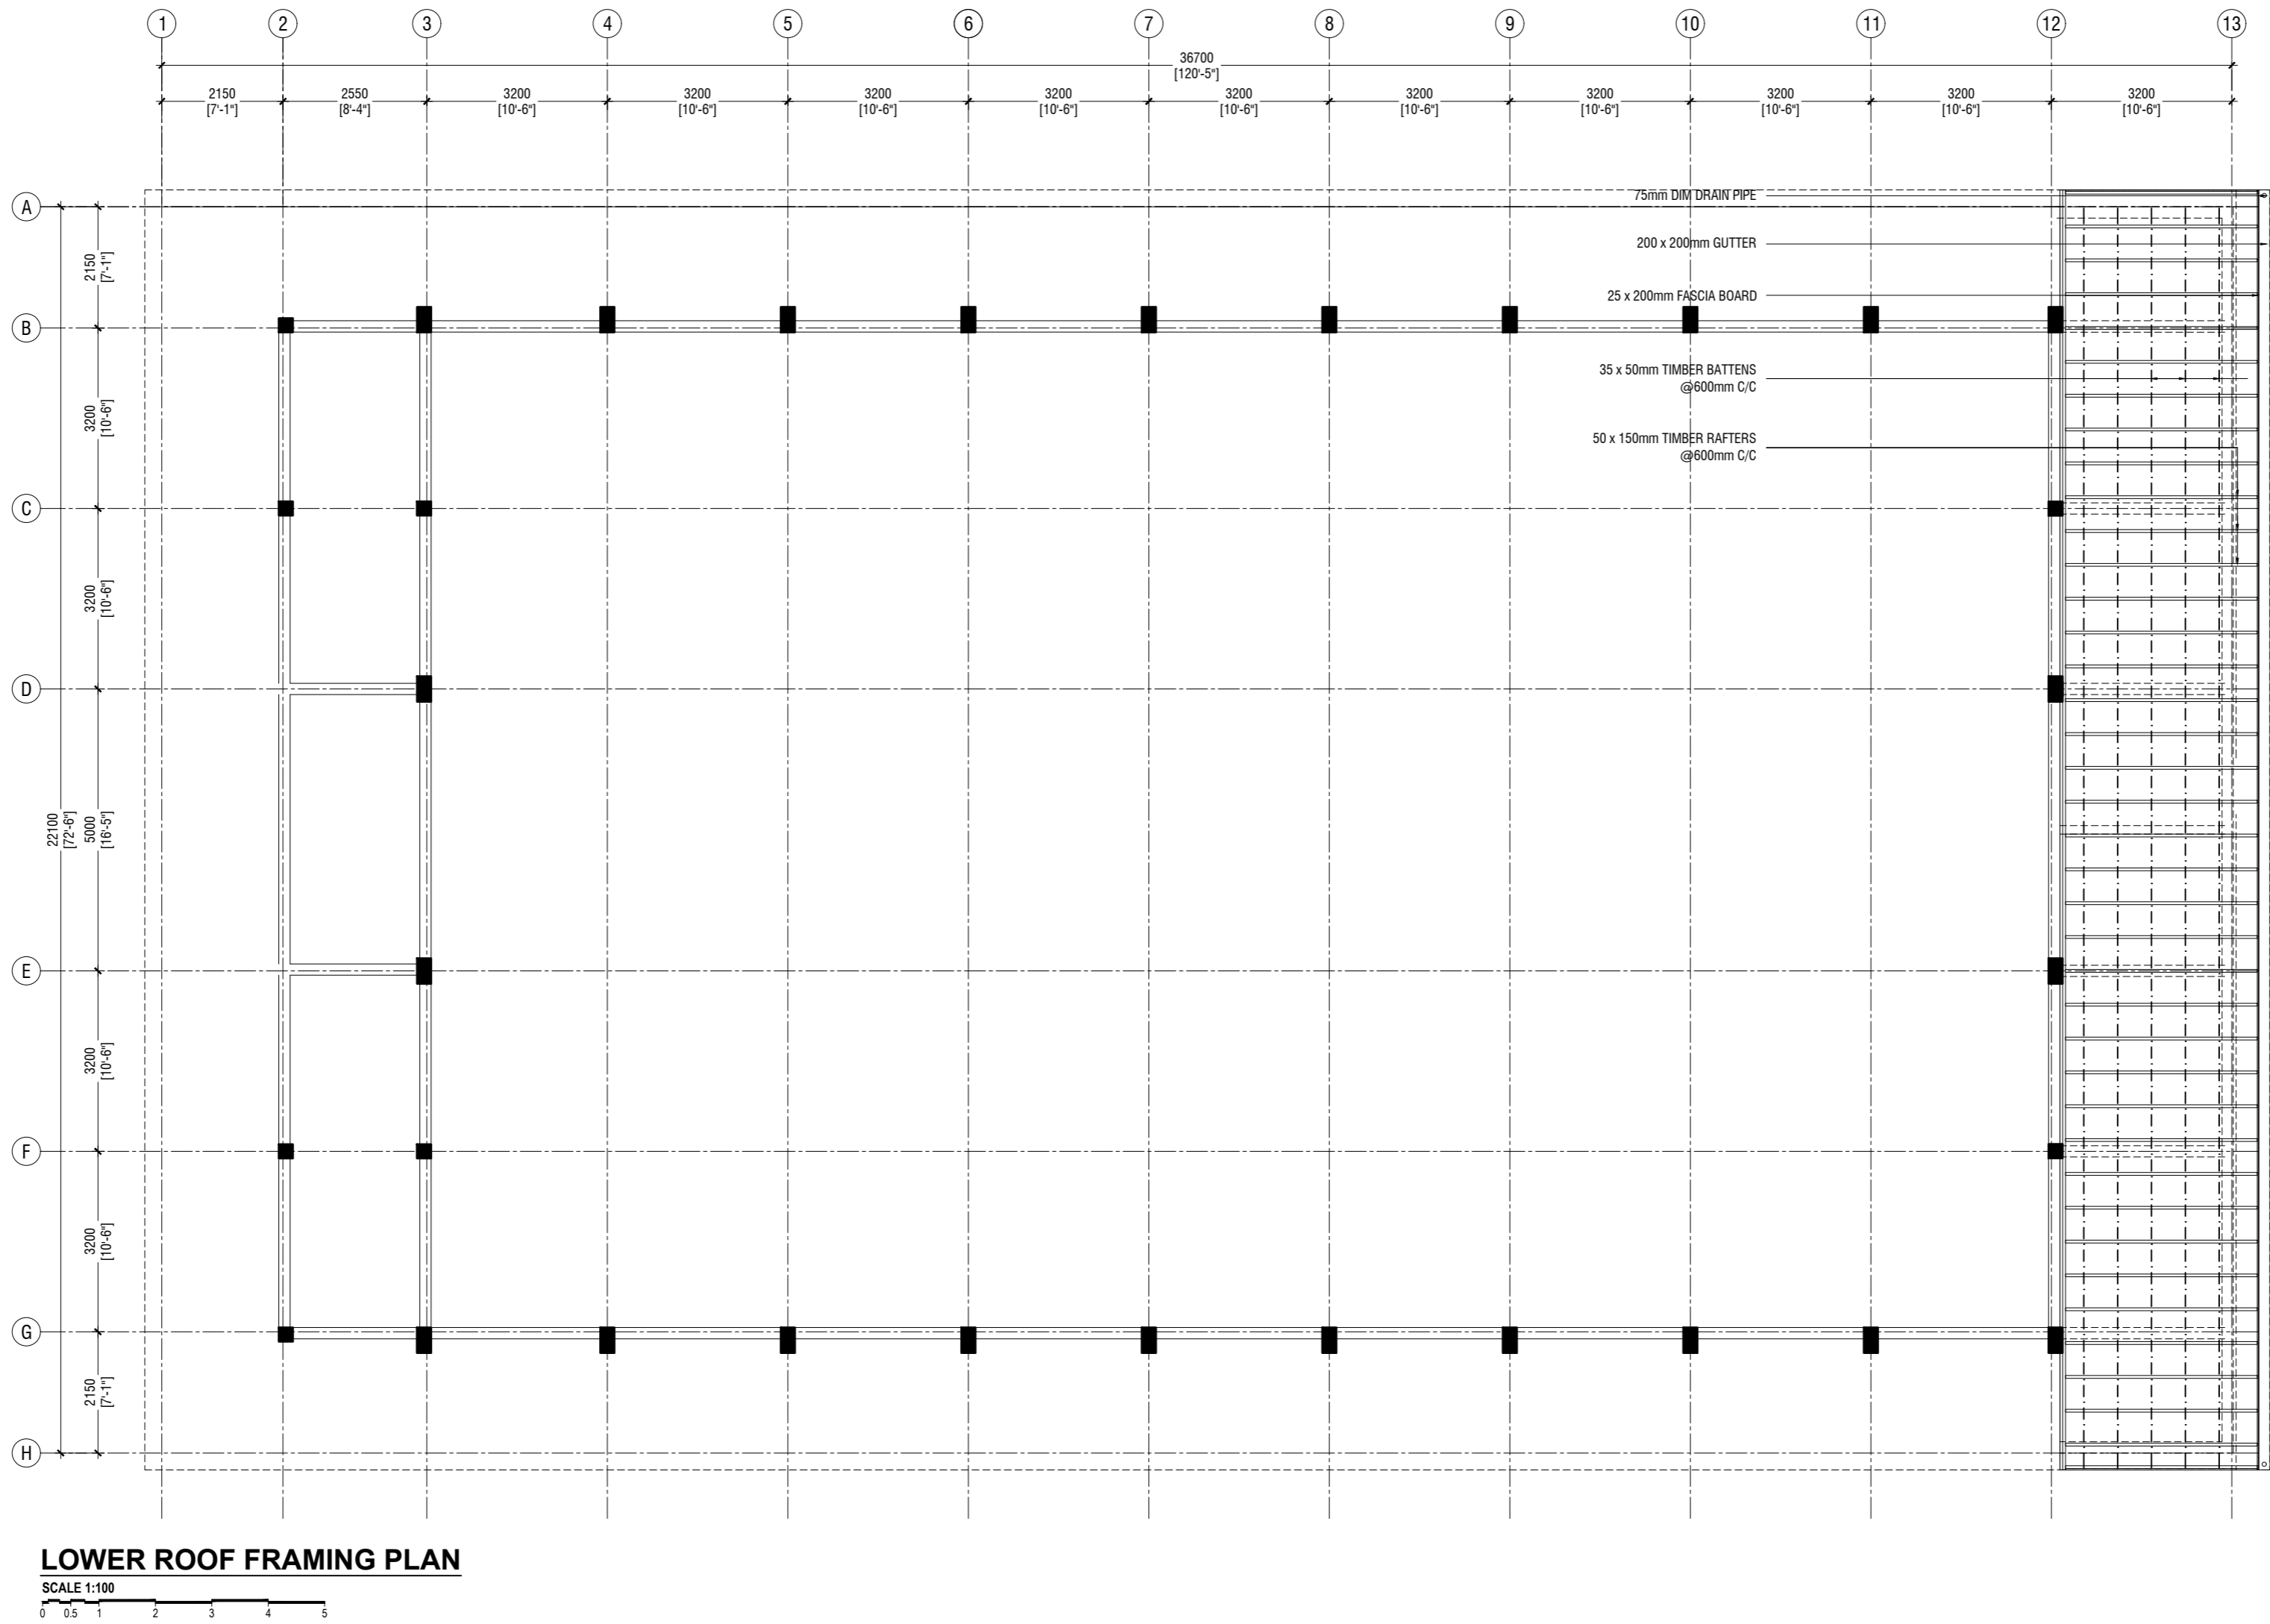 1 2 3 4 5 6 7 8 9 10 11 12 13
36700
[120'-5"]
2150 2550 3200 3200 3200 3200 3200 3200 3200 3200 3200 3200
[7'-1"] [8'-4"] [10'-6"] [10'-6"] [10'-6"] [10'-6"] [10'-6"] [10'-6"] [10'-6"] [10'-6"] [10'-6"] [10'-6"]
75mm DIM DRAIN PIPE
A
200 x 200mm GUTTER
2150
[7'-1"]
25 x 200mm FASCIA BOARD
B
35 x 50mm TIMBER BATTENS
@600mm C/C
3200
[10'-6"]
50 x 150mm TIMBER RAFTERS
@600mm C/C
C
3200
[10'-6"]
D
22100
[72'-6"]
5000
[16'-5"]
E
3200
[10'-6"]
F
3200
[10'-6"]
G
2150
[7'-1"]
H
LOWER ROOF FRAMING PLAN
SCALE 1:100
0 0.5 1 2 3 4 5